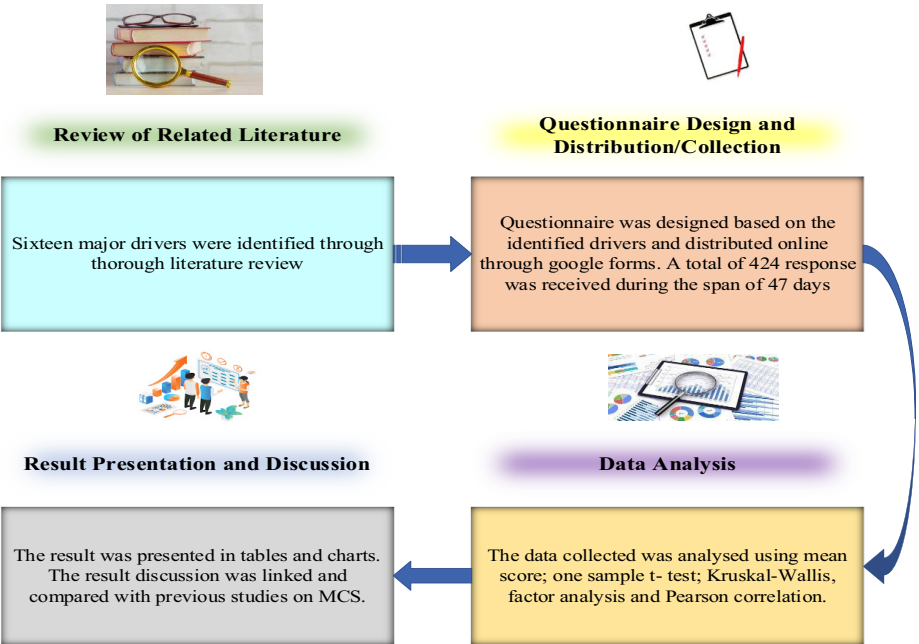 Review of Related Literature
Sixteen major drivers were identified through
thorough literature review
Questionnaire Design and
Distribution/Collection
Questionnaire was designed based on the
identified drivers and distributed online
through google forms. A total of 424 response
was received during the span of 47 days
Data Analysis
The data collected was analysed using mean
score; one sample t- test; Kruskal-Wallis,
factor analysis and Pearson correlation.
Result Presentation and Discussion
The result was presented in tables and charts.
The result discussion was linked and
compared with previous studies on MCS.